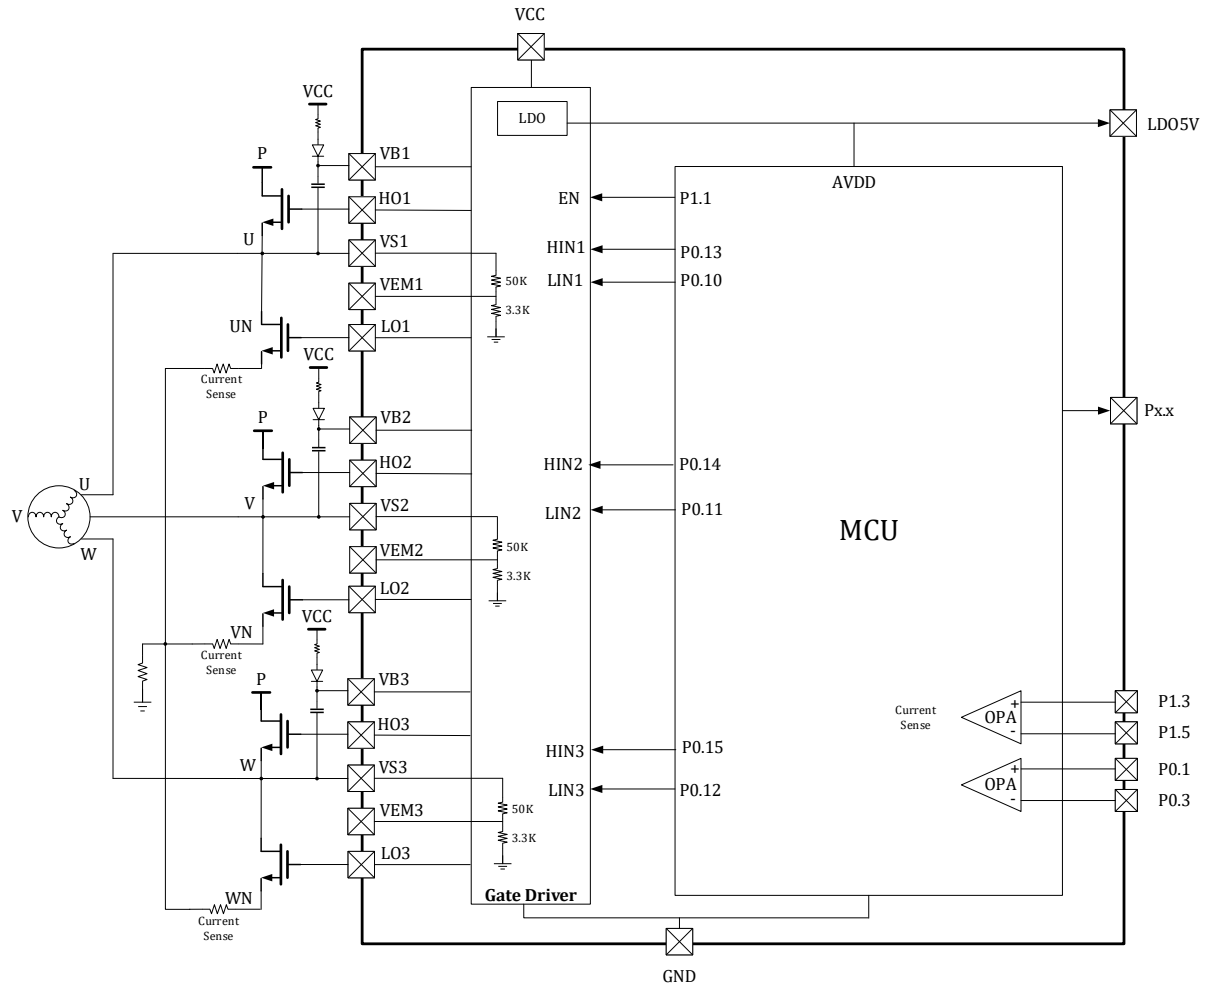 VCC
VCC
LDO
LDO5V
P
VB1
AVDD
HO1
EN
P1.1
U
VS1
HIN1
P0.13
50K
LIN1
P0.10
VEM1
3.3K
UN
LO1
VCC
Current
Sense
P
VB2
Px.x
HO2
HIN2
P0.14
U
V
V
VS2
LIN2
P0.11
MCU
W
50K
VEM2
3.3K
LO2
VCC
VN
Current
Sense
P
VB3
P1.3
Current
Sense
+
OPA
-
HO3
P1.5
HIN3
P0.15
W
VS3
P0.1
+
OPA
-
LIN3
P0.12
P0.3
50K
VEM3
3.3K
LO3
WN
Gate Driver
Current
Sense
GND